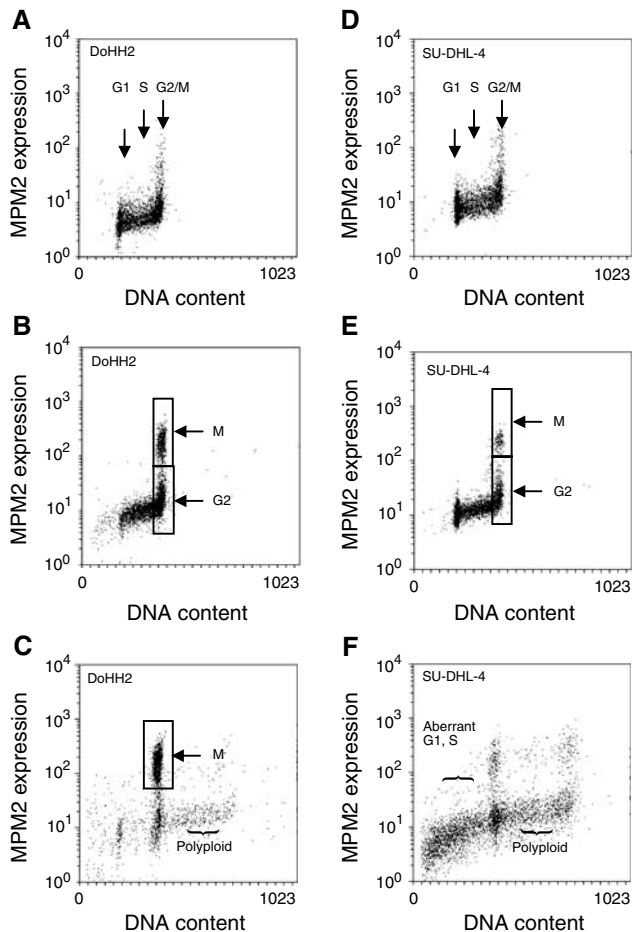 A
DoHH2
G1 S G2/M
MPM2 expression
10^4
10^3
10^2
10^1
10^0
0 1023
DNA content
D
SU-DHL-4
G1 S G2/M
MPM2 expression
10^4
10^3
10^2
10^1
10^0
0 1023
DNA content
B
DoHH2
M
G2
MPM2 expression
10^4
10^3
10^2
10^1
10^0
0 1023
DNA content
E
SU-DHL-4
M
G2
MPM2 expression
10^4
10^3
10^2
10^1
10^0
0 1023
DNA content
C
DoHH2
M
Polyploid
MPM2 expression
10^4
10^3
10^2
10^1
10^0
0 1023
DNA content
F
SU-DHL-4
Aberrant
G1, S
Polyploid
MPM2 expression
10^4
10^3
10^2
10^1
10^0
0 1023
DNA content